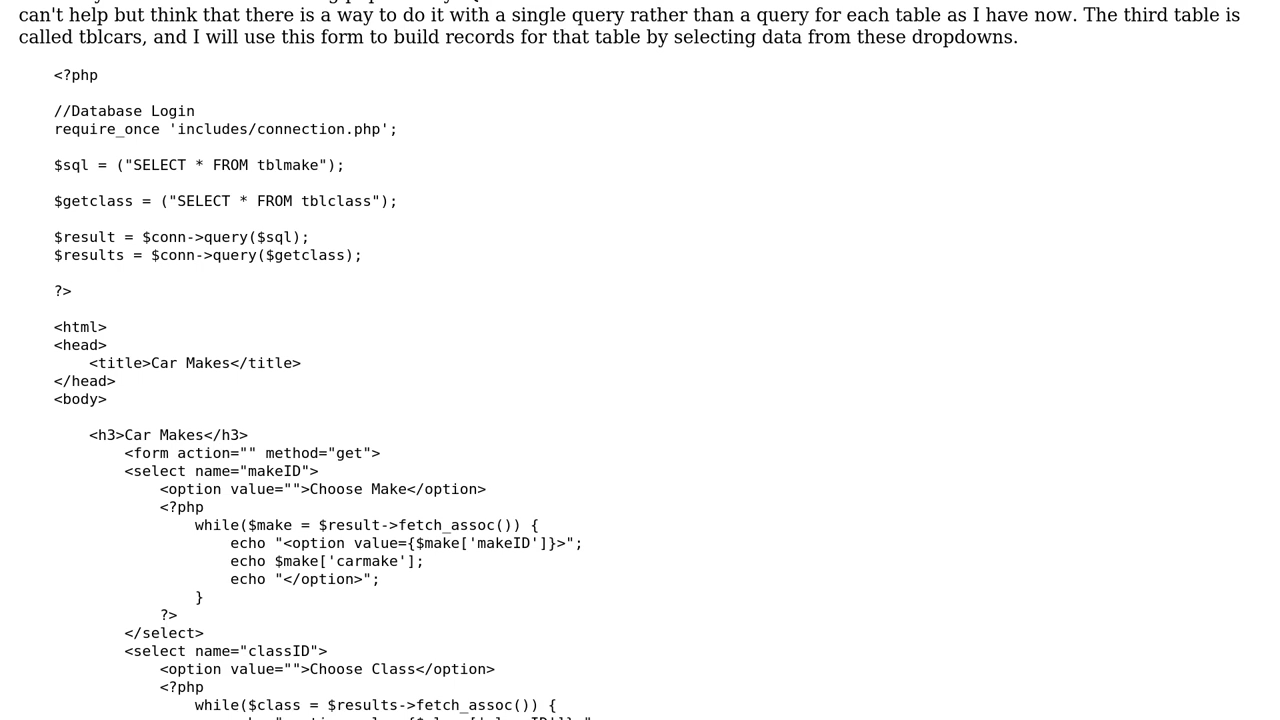 can't help but think that there is a way to do it with a single query rather than a query for each table as I have now. The third table is
called tblcars, and I will use this form to build records for that table by selecting data from these dropdowns.
<?php
//Database Login
require_once 'includes/connection.php';
$sql = ("SELECT * FROM tblmake");
$getclass = ("SELECT * FROM tblclass");
$result = $conn->query($sql);
$results = $conn->query($getclass);
?>
<html>
<head>
<title>Car Makes</title>
</head>
<body>
<h3>Car Makes</h3>
<form action="" method="get">
<select name="makeID">
<option value="">Choose Make</option>
<?php
while($make = $result->fetch_assoc()) {
echo "<option value={$make['makeID']}>";
echo $make['carmake'];
echo "</option>";
}
?>
</select>
<select name="classID">
<option value="">Choose Class</option>
<?php
while($class = $results->fetch_assoc()) {